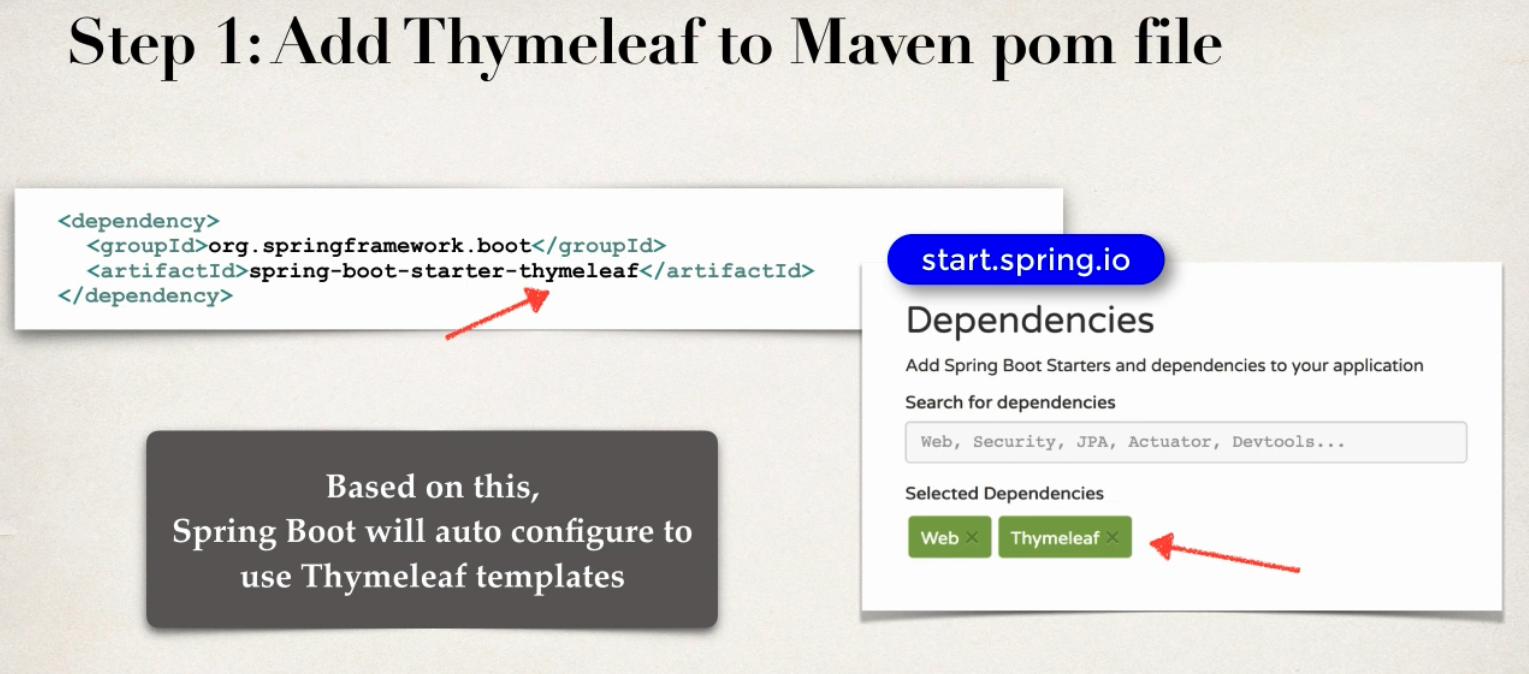 Step 1: Add Thymeleaf to Maven pom file
<dependency>
<groupId>org.springframework.boot</groupId>
<artifactId>spring-boot-starter-thymeleaf</artifactId>
</dependency>
start.spring.io
Dependencies
Add Spring Boot Starters and dependencies to your application
Search for dependencies
Web, Security, JPA, Actuator, Devtools...
Selected Dependencies
Web ×
Thymeleaf ×
Based on this,
Spring Boot will auto configure to
use Thymeleaf templates